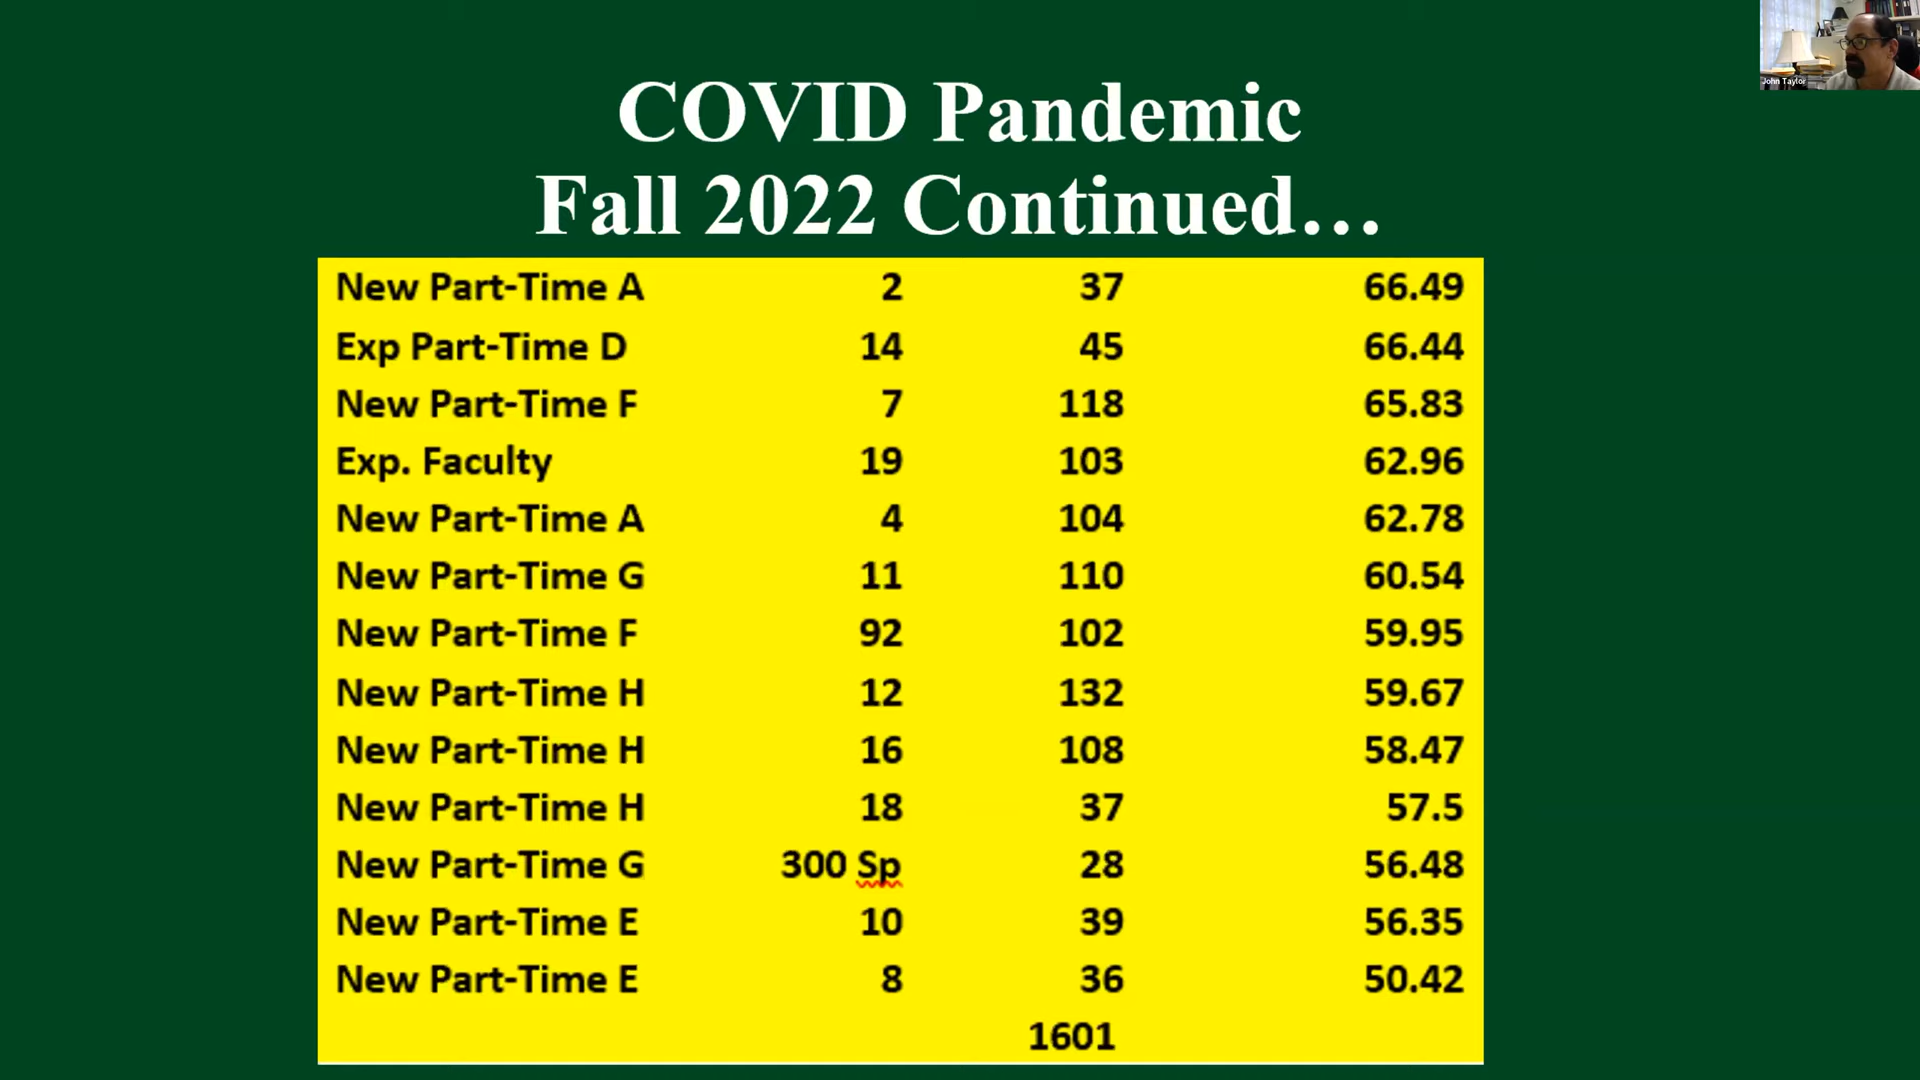 COVID Pandemic
Fall 2022 Continued...
New Part-Time A 2 37 66.49
Exp Part-Time D 14 45 66.44
New Part-Time F 7 118 65.83
Exp. Faculty 19 103 62.96
New Part-Time A 4 104 62.78
New Part-Time G 11 110 60.54
New Part-Time F 92 102 59.95
New Part-Time H 12 132 59.67
New Part-Time H 16 108 58.47
New Part-Time H 18 37 57.5
New Part-Time G 300 Sp 28 56.48
New Part-Time E 10 39 56.35
New Part-Time E 8 36 50.42
1601
John Taylor